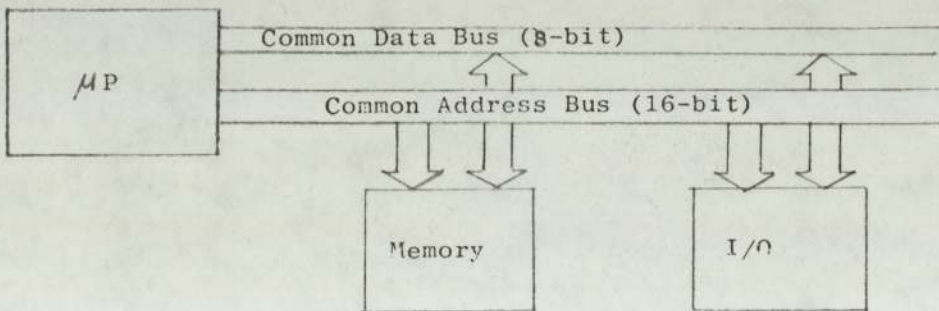 Common Data Bus (8-bit)
μP
Common Address Bus (16-bit)
Memory
I/O